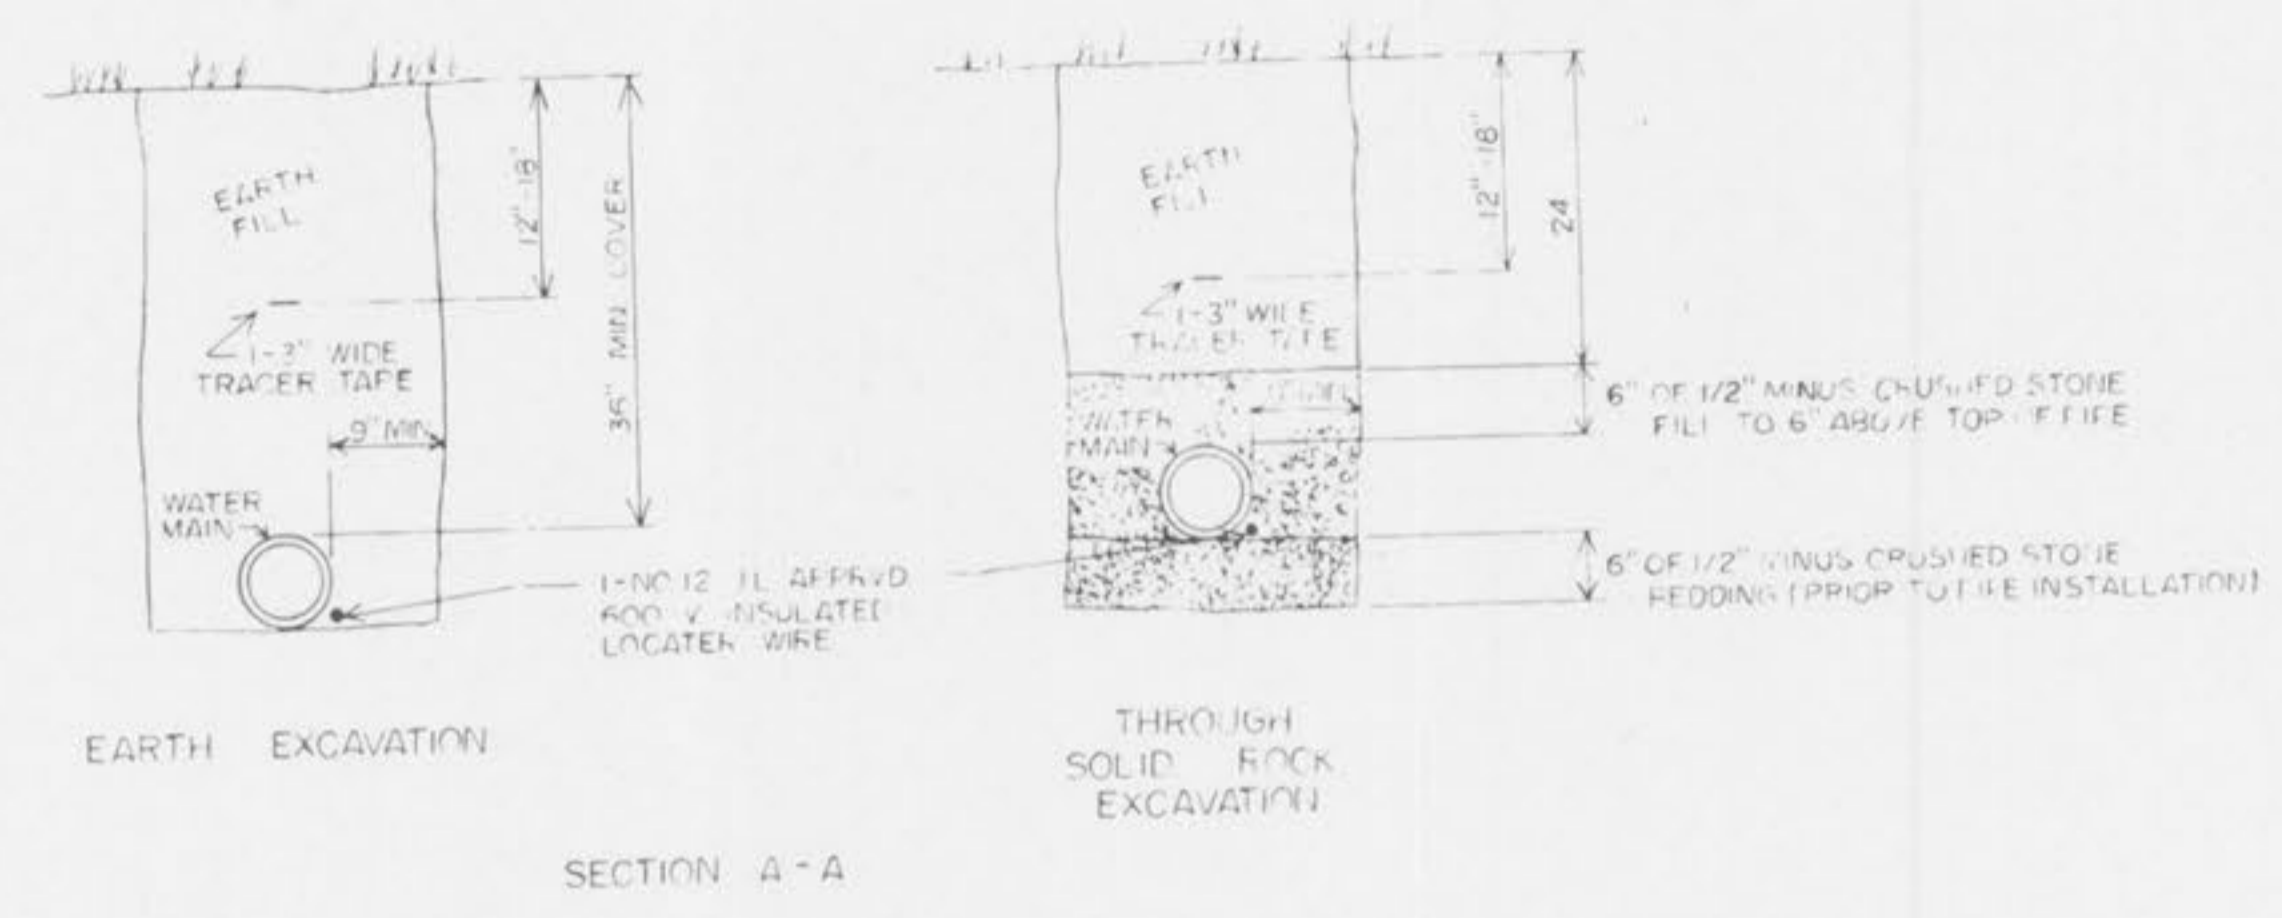 EARTH
FILL
1-3" WIDE
TRACER TAPE
12"-18"
36" MIN COVER
9" MIN
WATER
MAIN
1-NO 12 UL APPRVD
600 V INSULATED
LOCATER WIRE
EARTH EXCAVATION
EARTH
FILL
1-3" WIDE
TRACER TAPE
12"-18"
24
WATER
MAIN
6" OF 1/2" MINUS CRUSHED STONE
FILL TO 6" ABOVE TOP OF PIPE
6" OF 1/2" MINUS CRUSHED STONE
BEDDING (PRIOR TO PIPE INSTALLATION)
THROUGH
SOLID ROCK
EXCAVATION
SECTION A-A